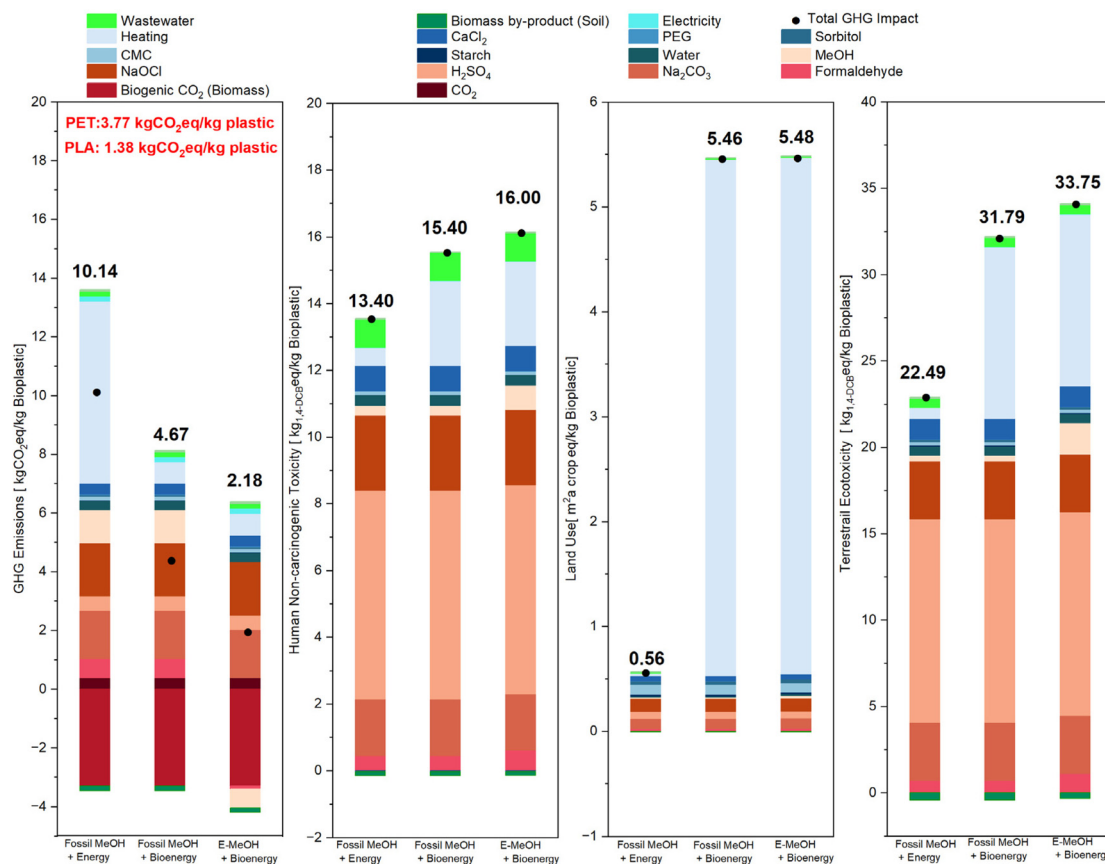 Wastewater
Heating
CMC
NaOCl
Biogenic CO₂ (Biomass)
Biomass by-product (Soil)
CaCl₂
Starch
H₂SO₄
CO₂
Electricity
PEG
Water
Na₂CO₃
Total GHG Impact
Sorbitol
MeOH
Formaldehyde
GHG Emissions [ kgCO₂eq/kg Bioplastic]
20
18
16
14
12
10
8
6
4
2
0
−2
−4
PET:3.77 kgCO₂eq/kg plastic
PLA: 1.38 kgCO₂eq/kg plastic
10.14
4.67
2.18
Fossil MeOH
+ Energy
Fossil MeOH
+ Bioenergy
E-MeOH
+ Bioenergy
Human Non-carcinogenic Toxicity [ kg₁,₄-DCBeq/kg Bioplastic]
20
18
16
14
12
10
8
6
4
2
0
−2
13.40
15.40
16.00
Fossil MeOH
+ Energy
Fossil MeOH
+ Bioenergy
E-MeOH
+ Bioenergy
Land Use[ m²a crop eq/kg Bioplastic]
6
5
4
3
2
1
0
−1
0.56
5.46
5.48
Fossil MeOH
+ Energy
Fossil MeOH
+ Bioenergy
E-MeOH
+ Bioenergy
Terrestrail Ecotoxicity [ kg₁,₄-DCBeq/kg Bioplastic]
40
35
30
25
20
15
10
5
0
22.49
31.79
33.75
Fossil MeOH
+ Energy
Fossil MeOH
+ Bioenergy
E-MeOH
+ Bioenergy